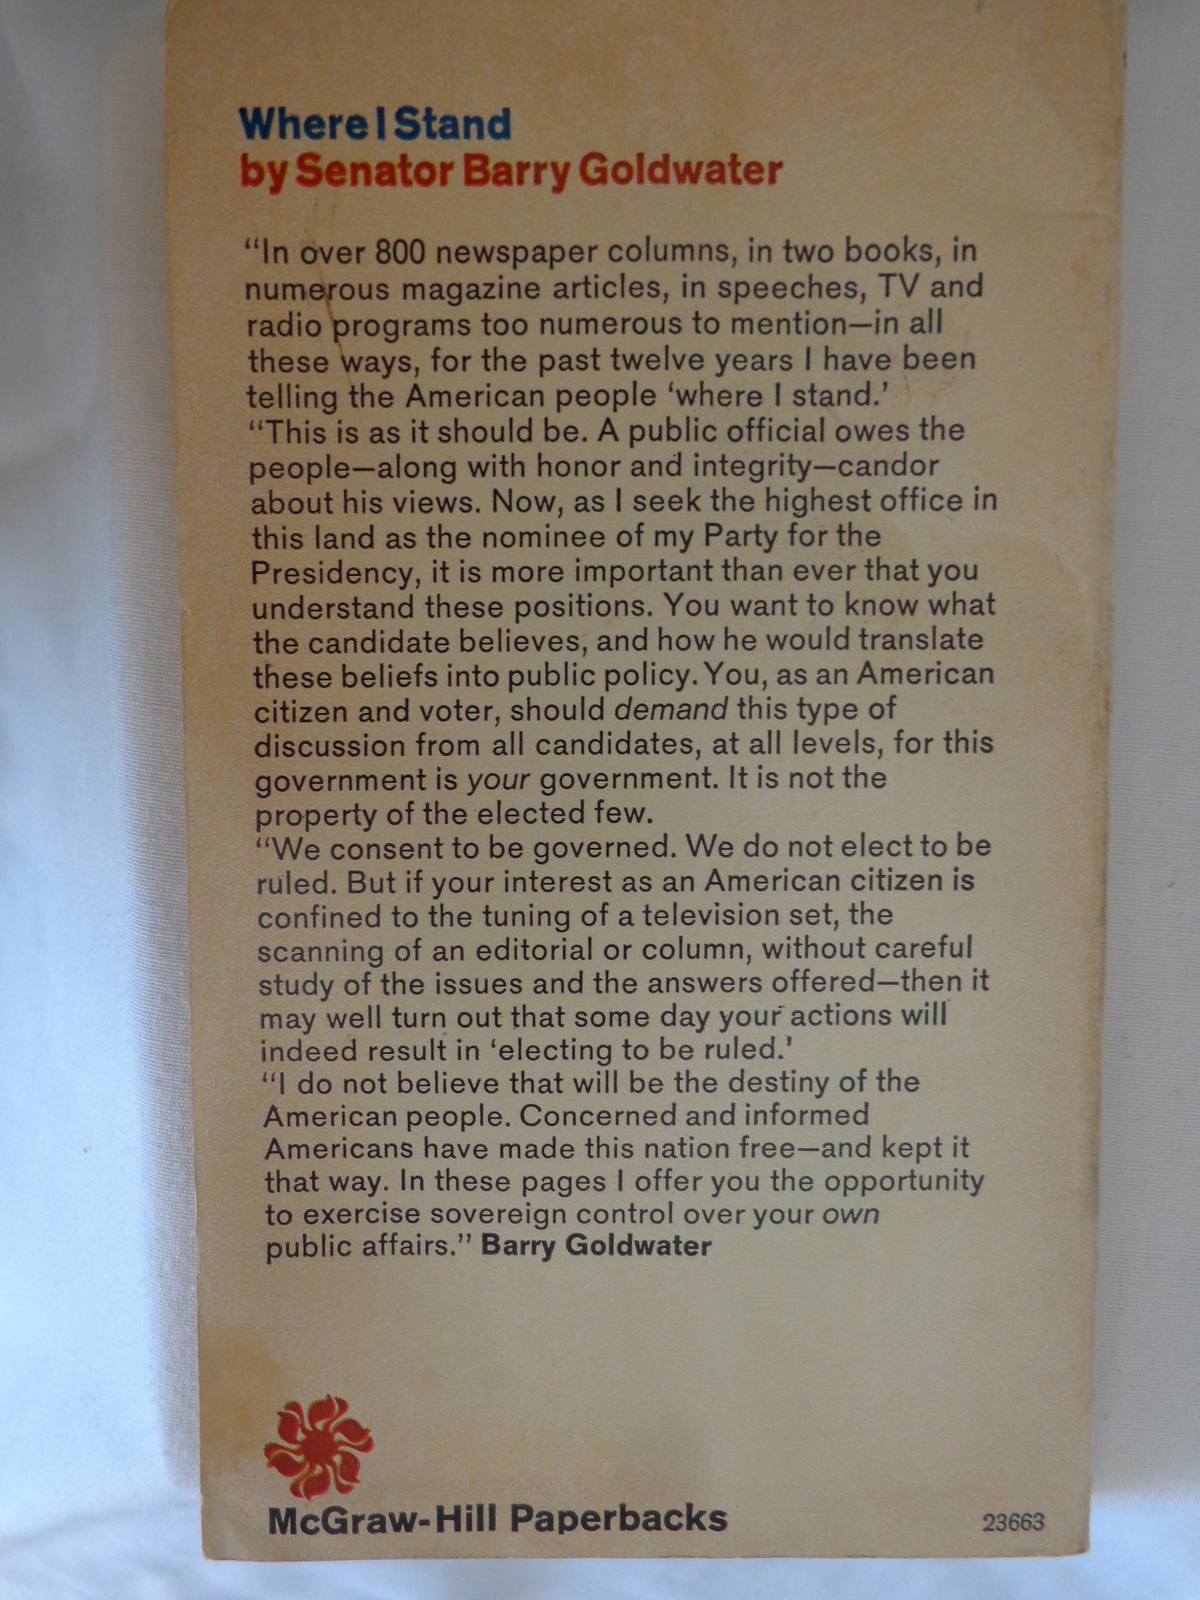 Where I Stand
by Senator Barry Goldwater
“In over 800 newspaper columns, in two books, in
numerous magazine articles, in speeches, TV and
radio programs too numerous to mention—in all
these ways, for the past twelve years I have been
telling the American people ‘where I stand.’
“This is as it should be. A public official owes the
people—along with honor and integrity—candor
about his views. Now, as I seek the highest office in
this land as the nominee of my Party for the
Presidency, it is more important than ever that you
understand these positions. You want to know what
the candidate believes, and how he would translate
these beliefs into public policy. You, as an American
citizen and voter, should demand this type of
discussion from all candidates, at all levels, for this
government is your government. It is not the
property of the elected few.
“We consent to be governed. We do not elect to be
ruled. But if your interest as an American citizen is
confined to the tuning of a television set, the
scanning of an editorial or column, without careful
study of the issues and the answers offered—then it
may well turn out that some day your actions will
indeed result in ‘electing to be ruled.’
“I do not believe that will be the destiny of the
American people. Concerned and informed
Americans have made this nation free—and kept it
that way. In these pages I offer you the opportunity
to exercise sovereign control over your own
public affairs.” Barry Goldwater
McGraw-Hill Paperbacks
23663